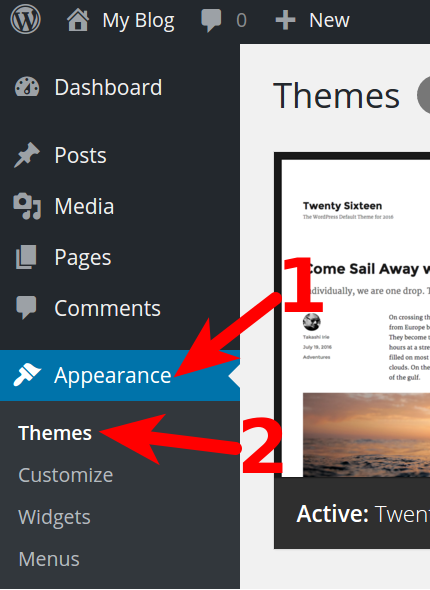 My Blog 0 New
Dashboard
Posts
Media
Pages
Comments
Appearance
Themes
Customize
Widgets
Menus
Themes
Twenty Sixteen
The WordPress Default Theme for 2016
Come Sail Away w
ndividually, we are one drop. T
Takashi Irie
July 19, 2016
Adventures
On crossing th
from Europe b
They become t
hours at a stre
filled on most
clouds. On the
of the gulf.
Active: Twent
1
2